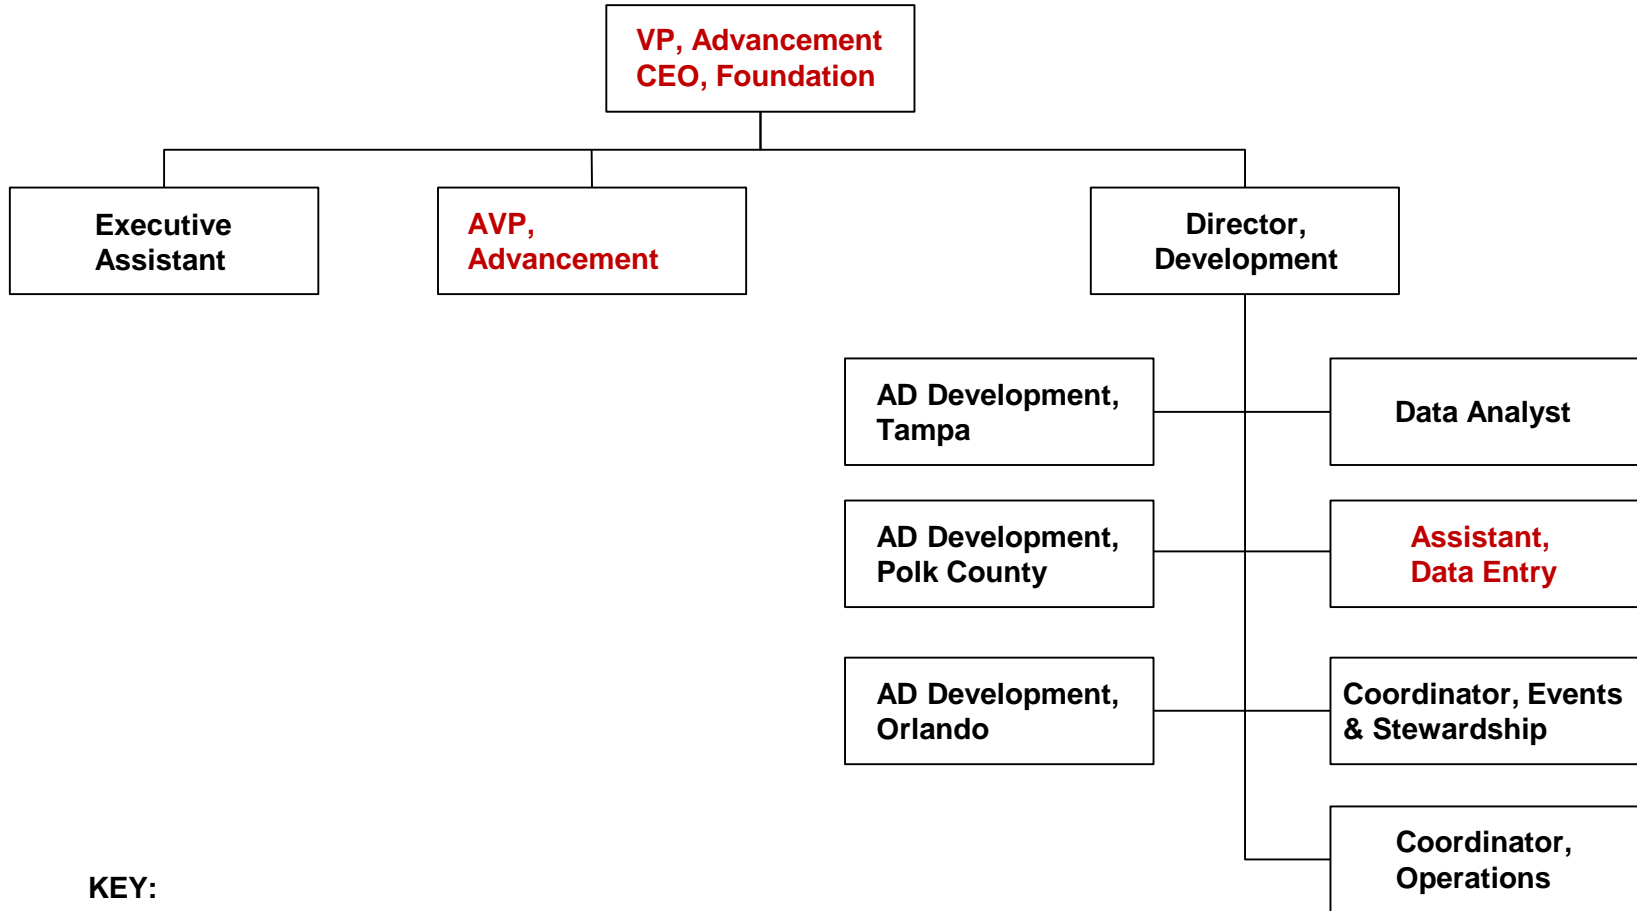 VP, Advancement
CEO, Foundation
Executive
Assistant
AVP,
Advancement
Director,
Development
AD Development,
Tampa
Data Analyst
AD Development,
Polk County
Assistant,
Data Entry
AD Development,
Orlando
Coordinator, Events
& Stewardship
Coordinator,
Operations
KEY: